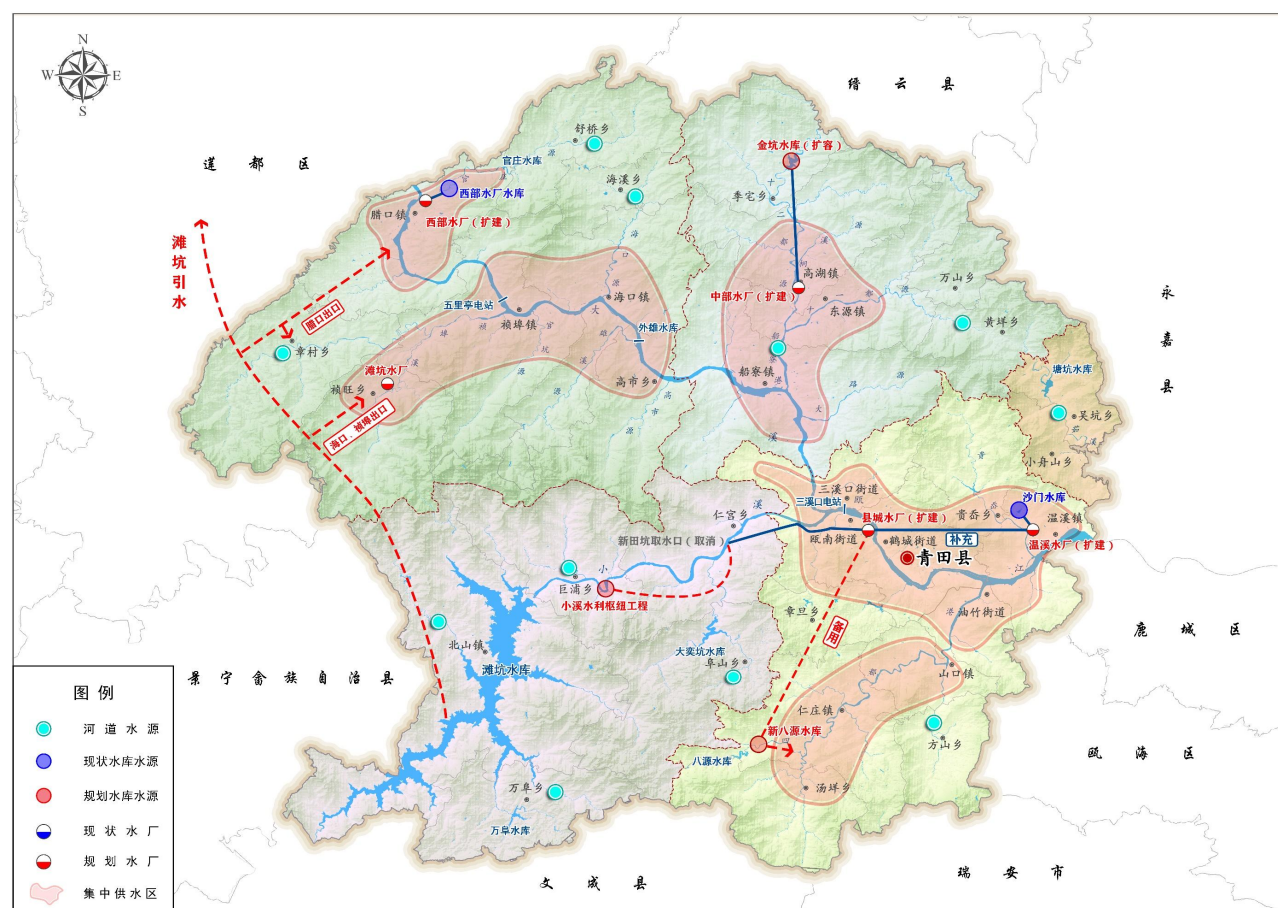 N
W
E
S
缙云县
莲都区
永嘉县
鹿城区
瓯海区
瑞安市
文成县
景宁畲族自治县
舒桥乡
官庄水库
西部水厂水库
海溪乡
腊口镇
西部水厂（扩建）
金坑水库（扩容）
季宅乡
高湖镇
中部水厂（扩建）
东源镇
万山乡
黄垟乡
滩坑引水
腊口出口
章村乡
五里亭电站
祯埠镇
海口镇
外雄水库
高市乡
船寮镇
滩坑水厂
祯旺乡
海口、祯埠出口
塘坑水库
吴坑乡
小舟山乡
三溪口街道
三溪口电站
县城水厂（扩建）
贵岙乡
沙门水库
温溪镇
仁宫乡
新田坑取水口（取消）
瓯南街道
鹤城街道
补充
温溪水厂（扩建）
青田县
巨浦乡
小溪水利枢纽工程
油竹街道
章旦乡
备用
北山镇
滩坑水库
大奕坑水库
阜山乡
山口镇
仁庄镇
新八源水库
八源水库
方山乡
汤垟乡
万阜乡
万阜水库
图例
河道水源
现状水库水源
规划水库水源
现状水厂
规划水厂
集中供水区